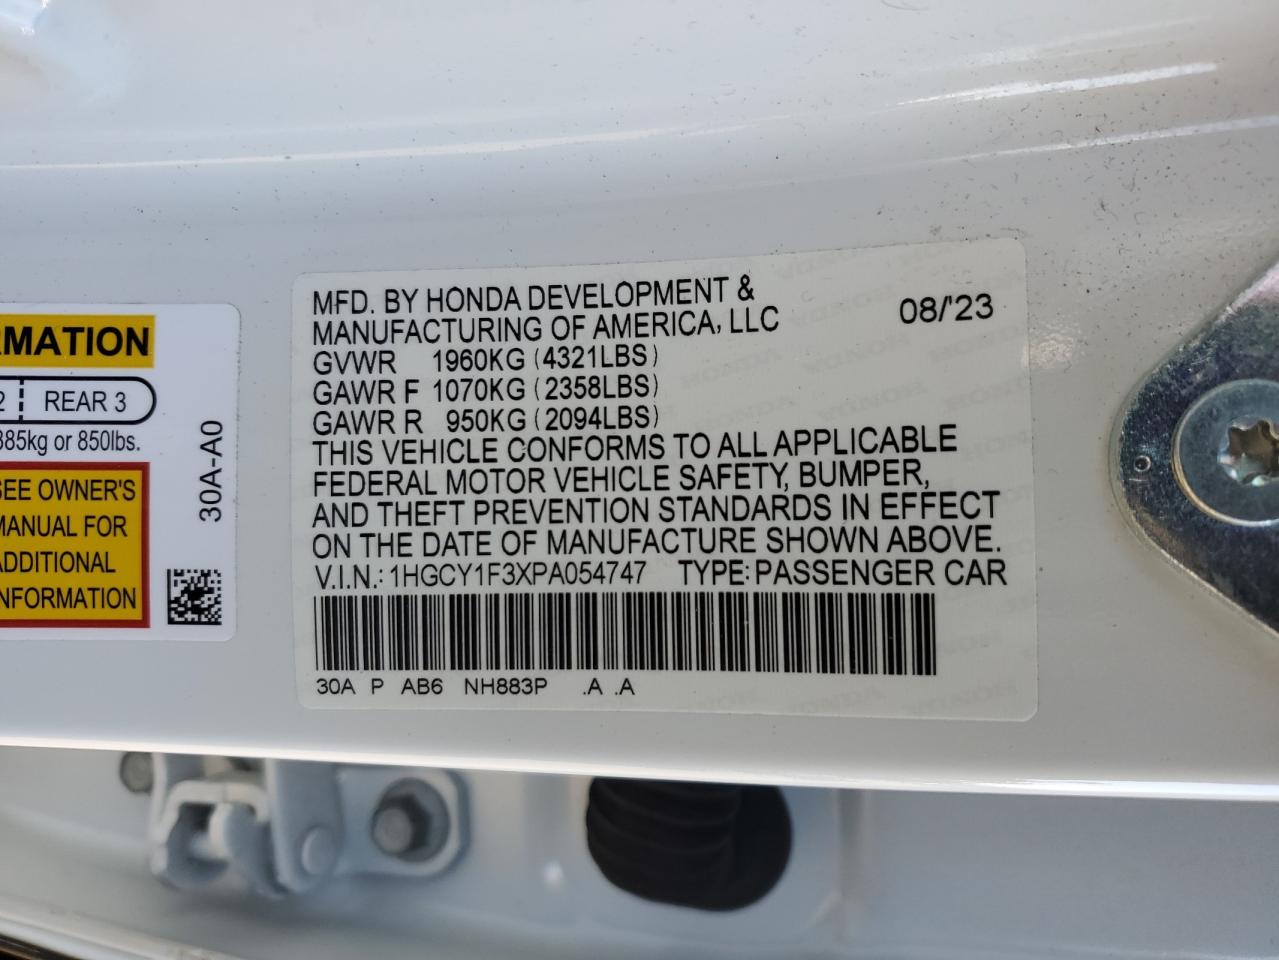 RMATION
2 REAR 3
385kg or 850lbs.
SEE OWNER'S
MANUAL FOR
ADDITIONAL
INFORMATION
30A-A0
MFD. BY HONDA DEVELOPMENT &
MANUFACTURING OF AMERICA, LLC 08/'23
GVWR 1960KG (4321LBS)
GAWR F 1070KG (2358LBS)
GAWR R 950KG (2094LBS)
THIS VEHICLE CONFORMS TO ALL APPLICABLE
FEDERAL MOTOR VEHICLE SAFETY, BUMPER,
AND THEFT PREVENTION STANDARDS IN EFFECT
ON THE DATE OF MANUFACTURE SHOWN ABOVE.
V.I.N.: 1HGCY1F3XPA054747 TYPE: PASSENGER CAR
30A P AB6 NH883P .A .A